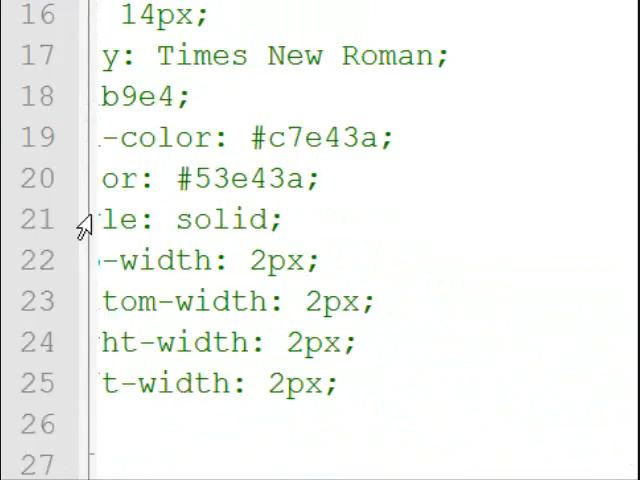 16 14px;
17 y: Times New Roman;
18 b9e4;
19 -color: #c7e43a;
20 or: #53e43a;
21 le: solid;
22 -width: 2px;
23 tom-width: 2px;
24 ht-width: 2px;
25 t-width: 2px;
26
27